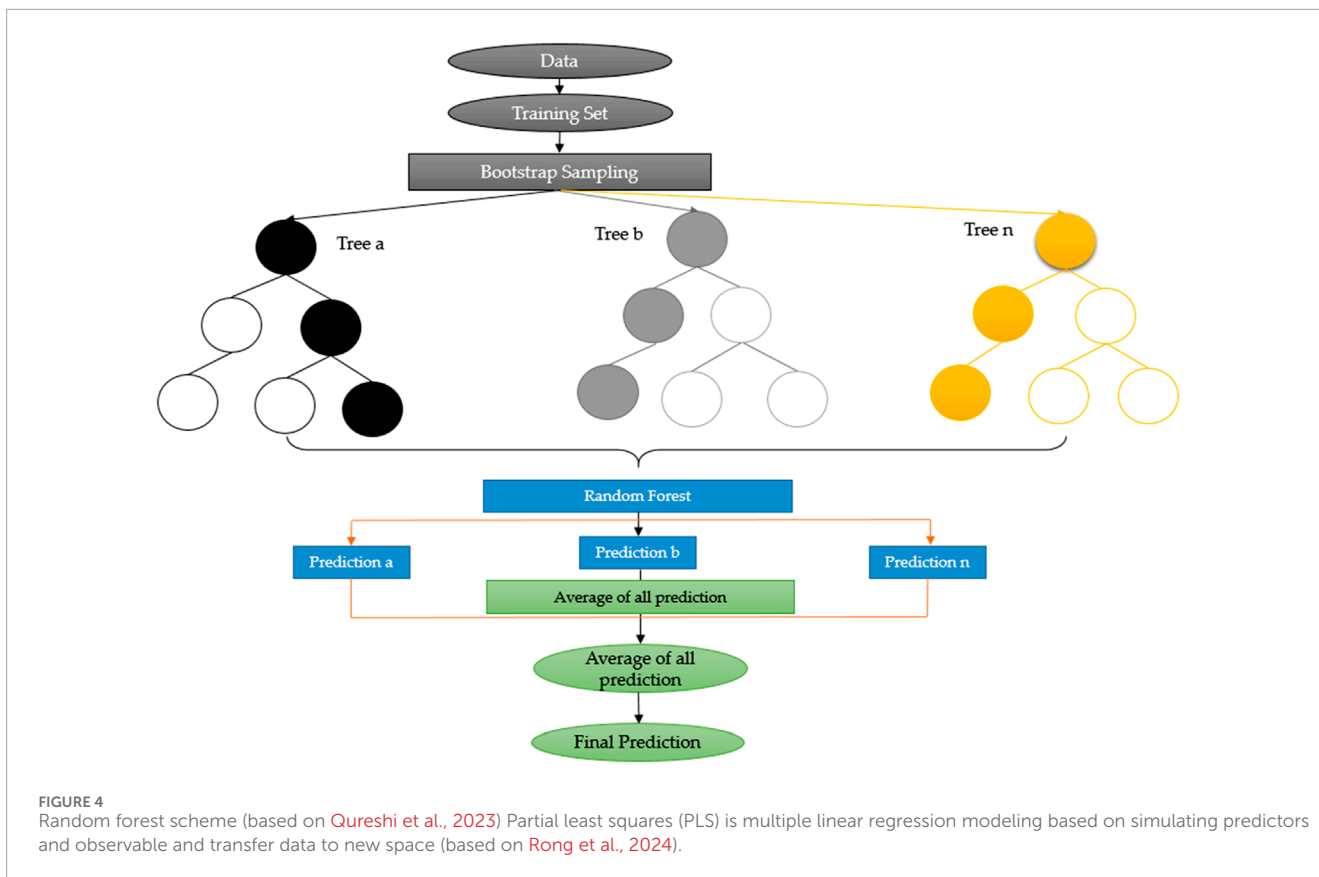 Data
Training Set
Bootstrap Sampling
Tree a
Tree b
Tree n
Random Forest
Prediction a
Prediction b
Prediction n
Average of all prediction
Average of all
prediction
Final Prediction
FIGURE 4
Random forest scheme (based on Qureshi et al., 2023) Partial least squares (PLS) is multiple linear regression modeling based on simulating predictors
and observable and transfer data to new space (based on Rong et al., 2024).